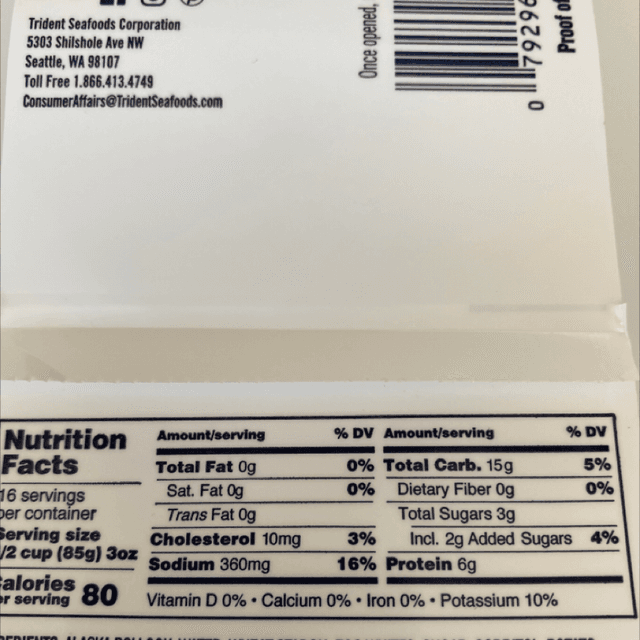 Trident Seafoods Corporation
5303 Shilshole Ave NW
Seattle, WA 98107
Toll Free 1.866.413.4749
ConsumerAffairs@TridentSeafoods.com
Once opened,
0 79296
Proof of
Nutrition
Facts
16 servings
per container
Serving size
1/2 cup (85g) 3oz
Calories
per serving 80
Amount/serving % DV
Total Fat 0g 0%
Sat. Fat 0g 0%
Trans Fat 0g
Cholesterol 10mg 3%
Sodium 360mg 16%
Amount/serving % DV
Total Carb. 15g 5%
Dietary Fiber 0g 0%
Total Sugars 3g
Incl. 2g Added Sugars 4%
Protein 6g
Vitamin D 0% • Calcium 0% • Iron 0% • Potassium 10%